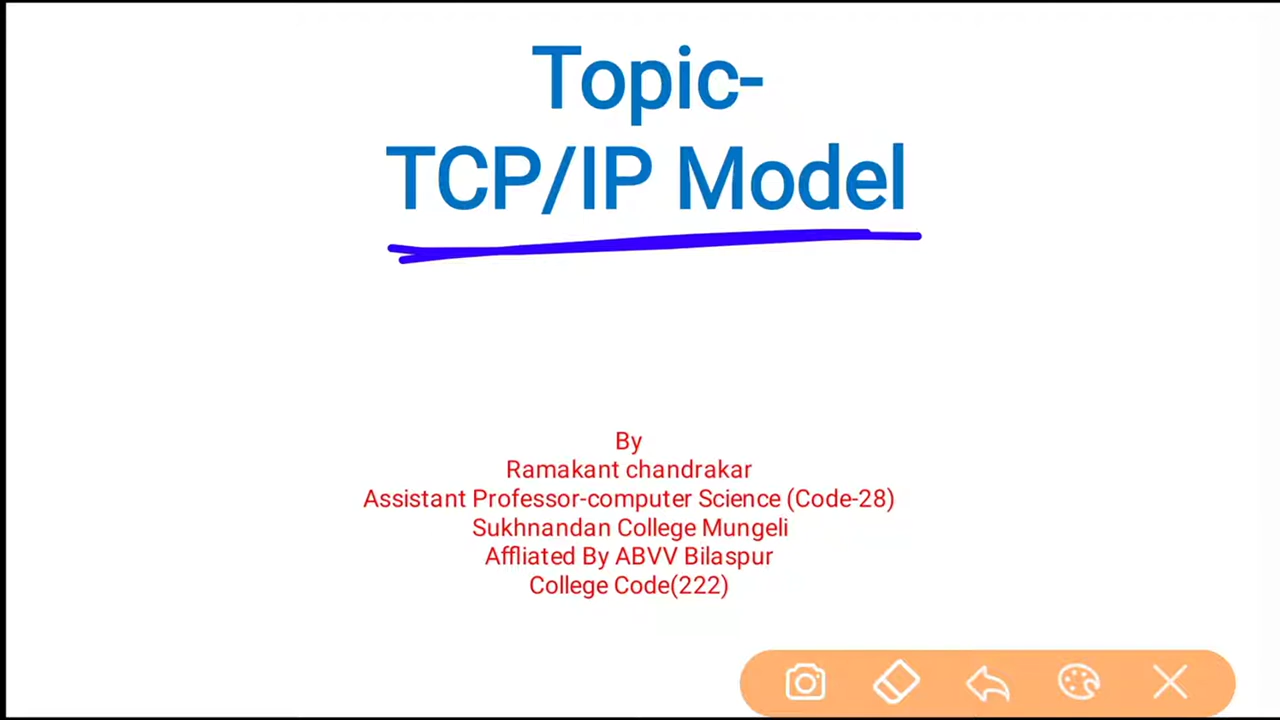 Topic-
TCP/IP Model
By
Ramakant chandrakar
Assistant Professor-computer Science (Code-28)
Sukhnandan College Mungeli
Affliated By ABVV Bilaspur
College Code(222)